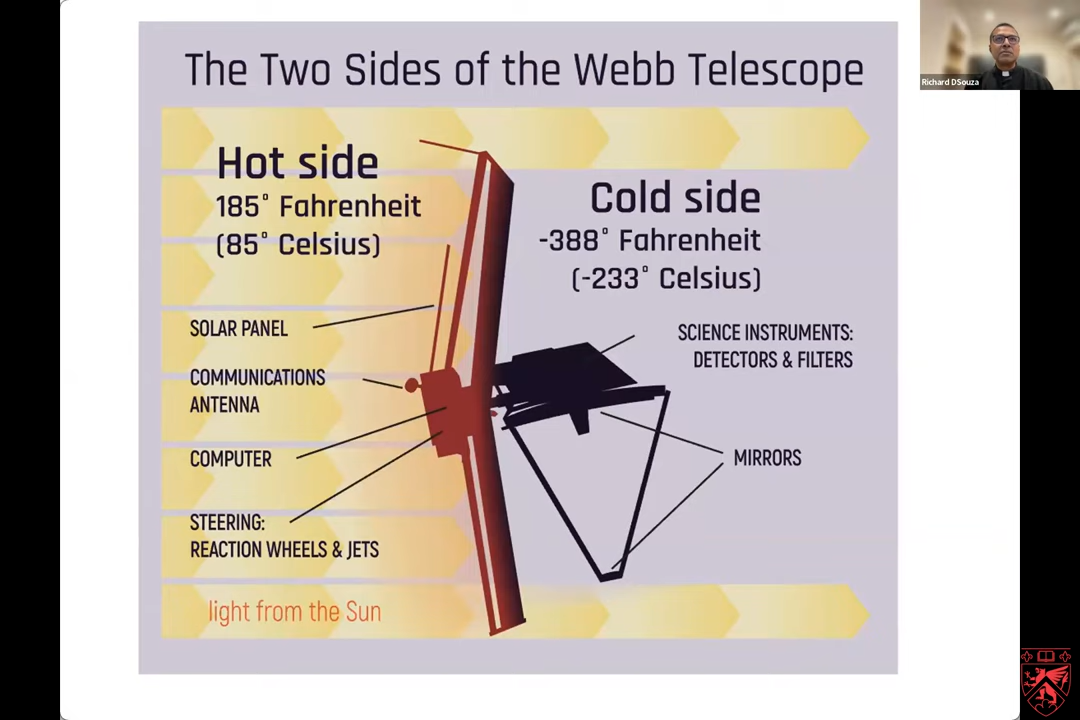 The Two Sides of the Webb Telescope
Hot side
185° Fahrenheit
(85° Celsius)
Cold side
-388° Fahrenheit
(-233° Celsius)
SOLAR PANEL
COMMUNICATIONS
ANTENNA
COMPUTER
STEERING:
REACTION WHEELS & JETS
SCIENCE INSTRUMENTS:
DETECTORS & FILTERS
MIRRORS
light from the Sun
Richard DSouza